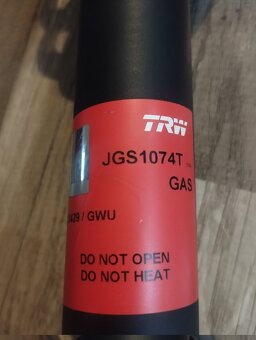 TRW
JGS1074T
GAS
429 / GWU
DO NOT OPEN
DO NOT HEAT